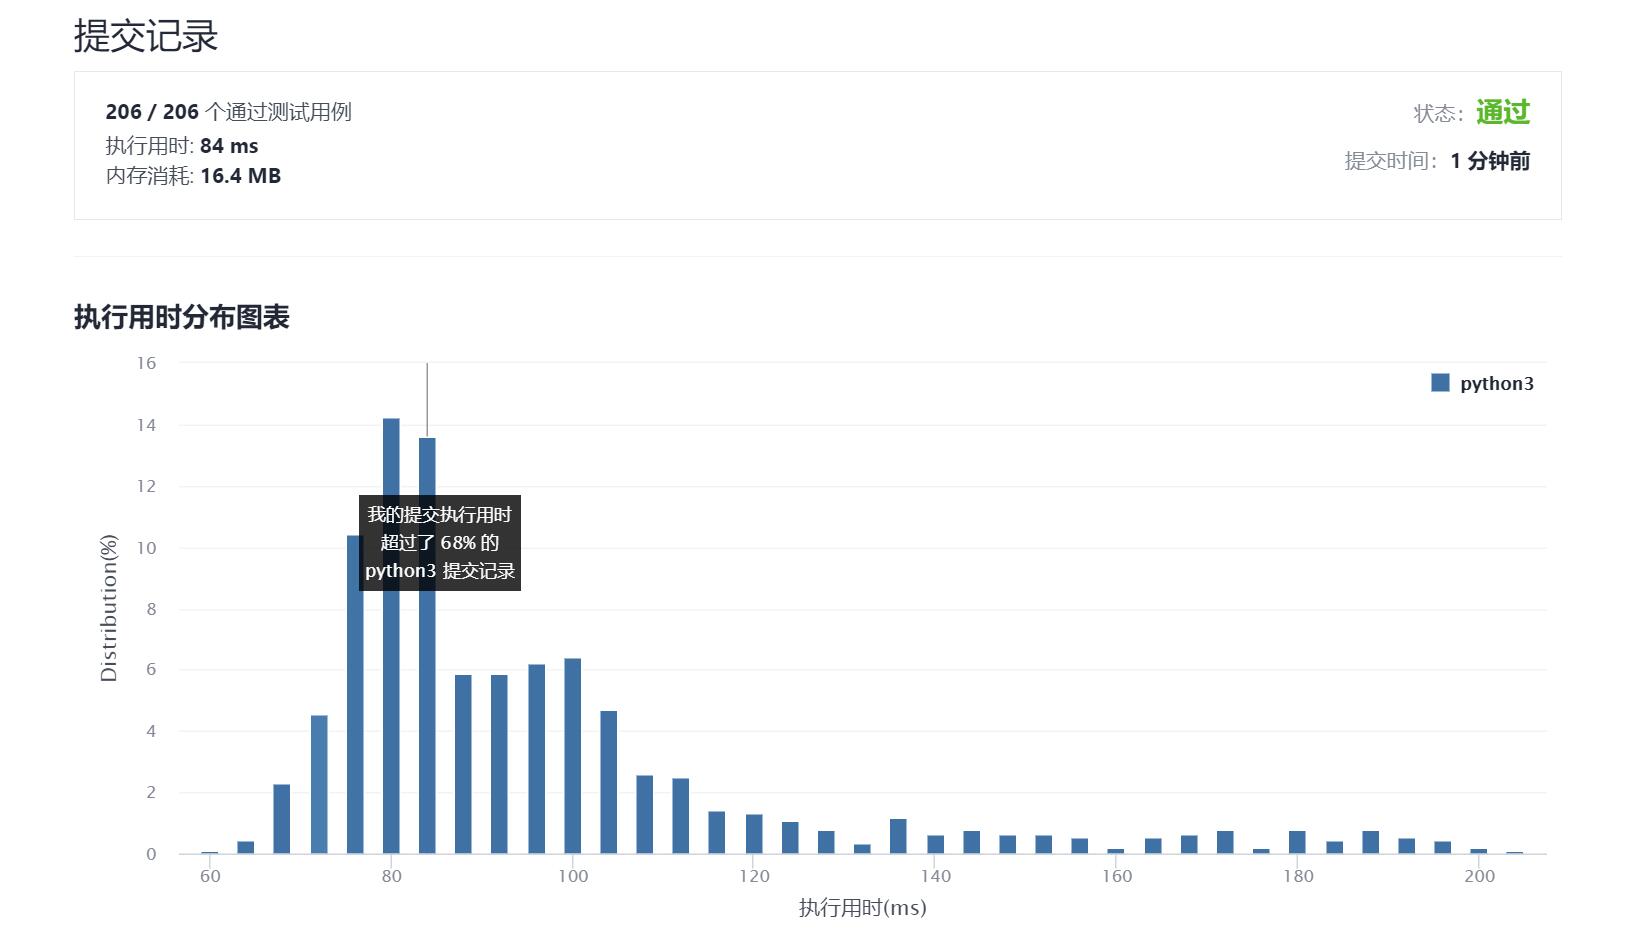 提交记录
206 / 206 个通过测试用例
状态：通过
执行用时: 84 ms
提交时间：1 分钟前
内存消耗: 16.4 MB
执行用时分布图表
16
python3
14
12
我的提交执行用时
超过了 68% 的
python3 提交记录
10
Distribution(%)
8
6
4
2
0
60 80 100 120 140 160 180 200
执行用时(ms)